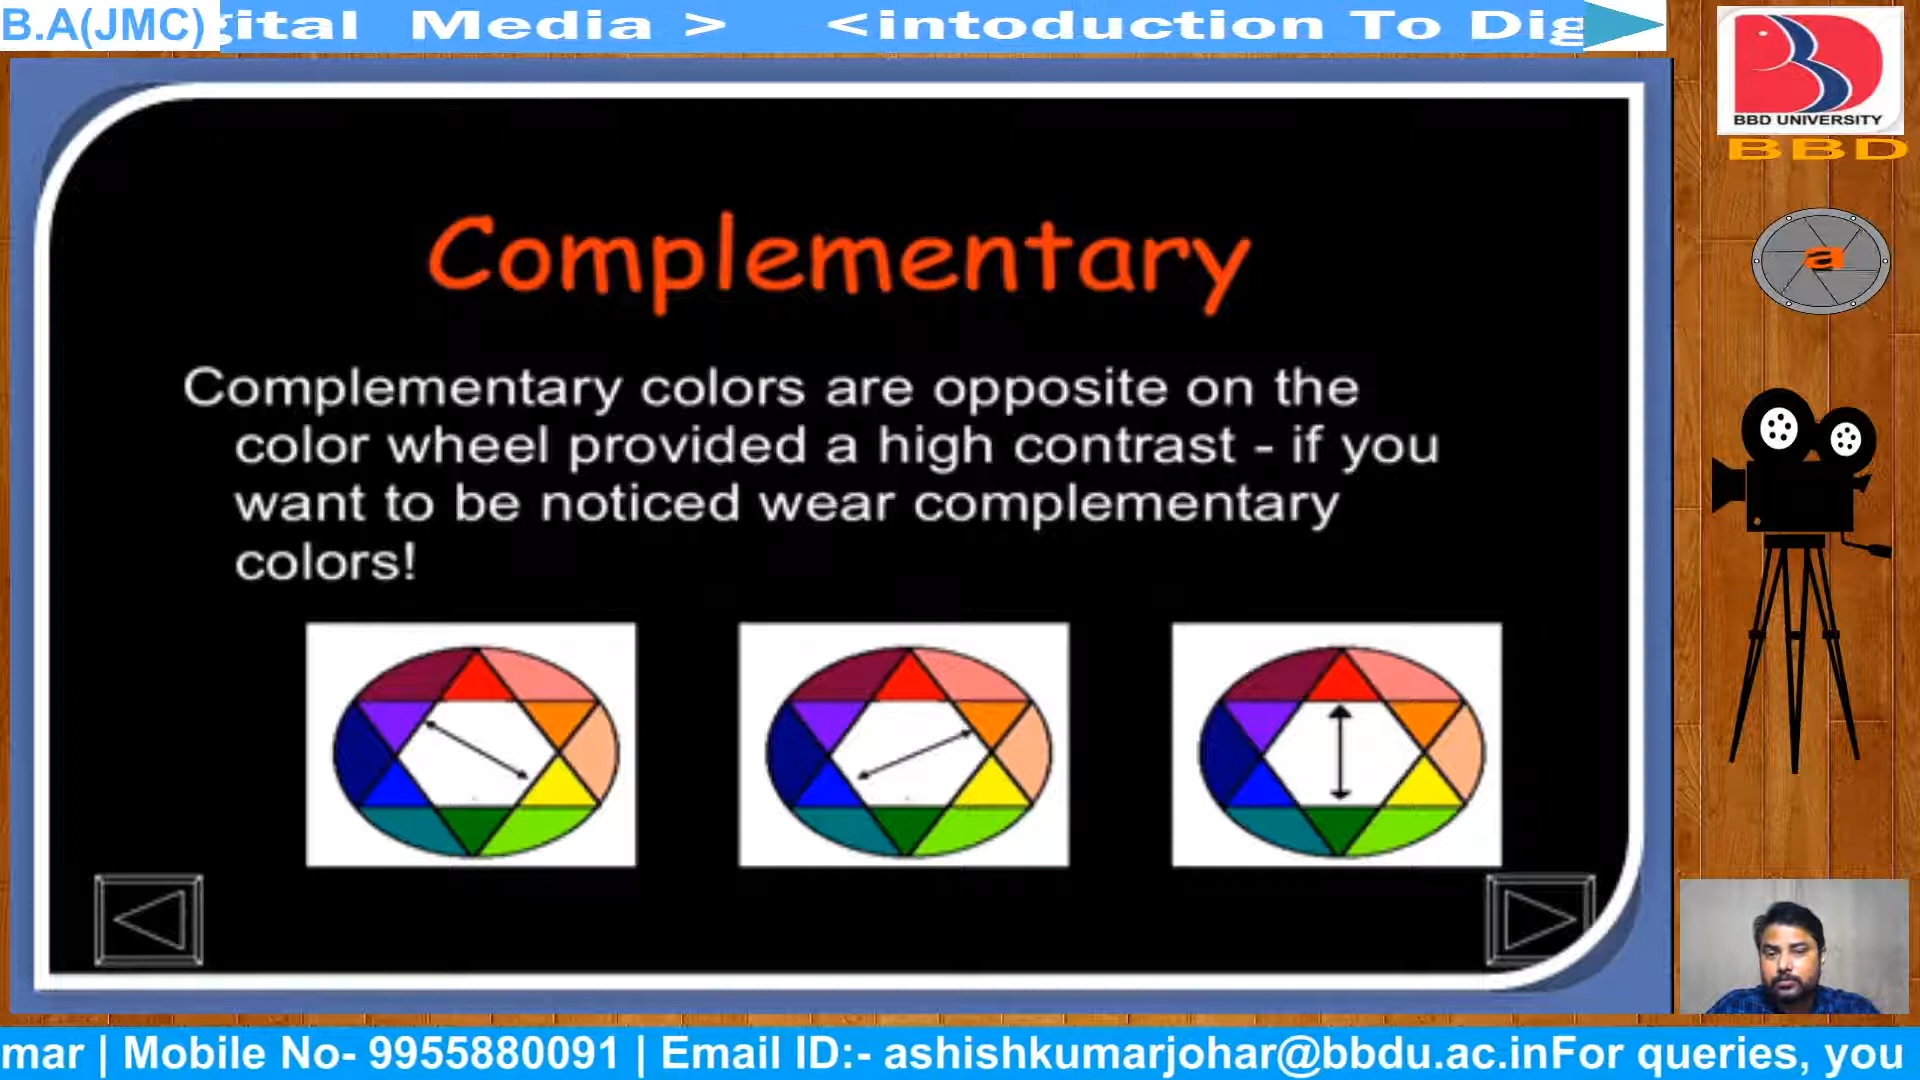 B.A(JMC) gital Media > <intoduction To Dig
BBD UNIVERSITY
BBD
a
Complementary
Complementary colors are opposite on the
color wheel provided a high contrast - if you
want to be noticed wear complementary
colors!
mar | Mobile No- 9955880091 | Email ID:- ashishkumarjohar@bbdu.ac.inFor queries, you